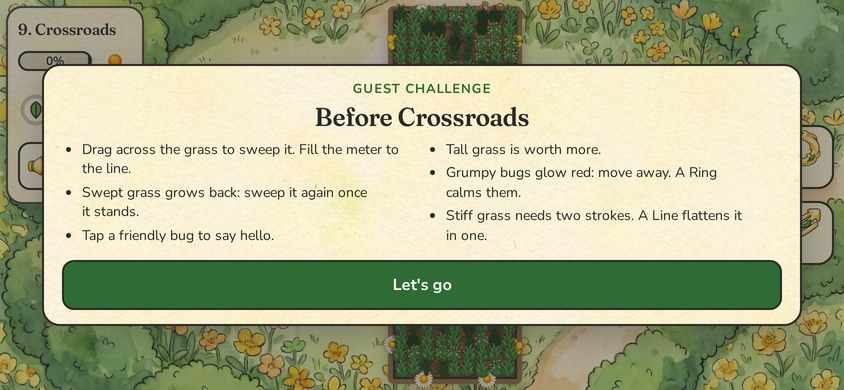 9. Crossroads
0%
GUEST CHALLENGE
Before Crossroads
• Drag across the grass to sweep it. Fill the meter to
the line.
• Swept grass grows back: sweep it again once
it stands.
• Tap a friendly bug to say hello.
• Tall grass is worth more.
• Grumpy bugs glow red: move away. A Ring
calms them.
• Stiff grass needs two strokes. A Line flattens it
in one.
Let's go